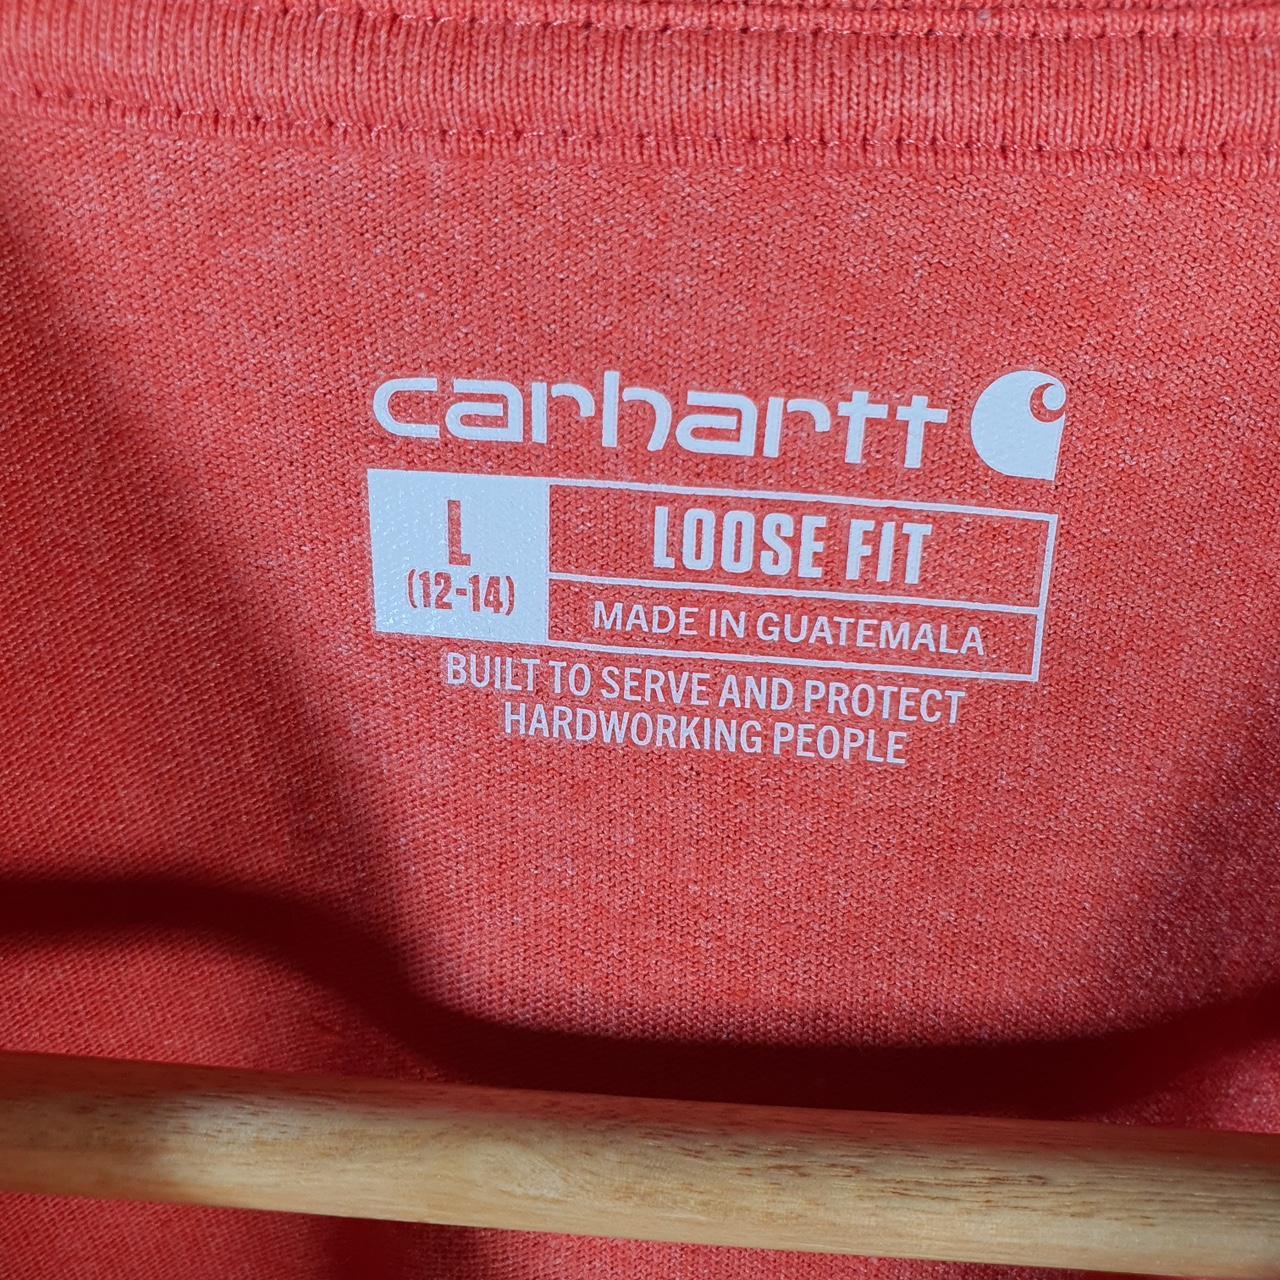 carhartt
L
(12-14)
LOOSE FIT
MADE IN GUATEMALA
BUILT TO SERVE AND PROTECT
HARDWORKING PEOPLE